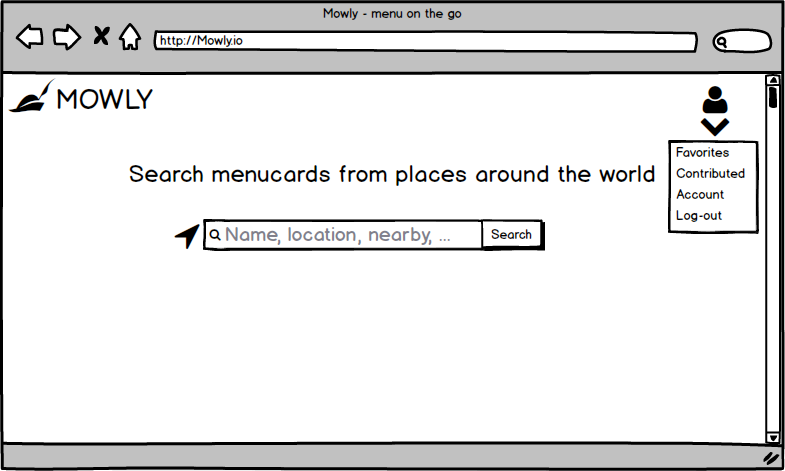 Mowly - menu on the go
http://Mowly.io
MOWLY
Favorites
Contributed
Account
Log-out
Search menucards from places around the world
Name, location, nearby, ...
Search